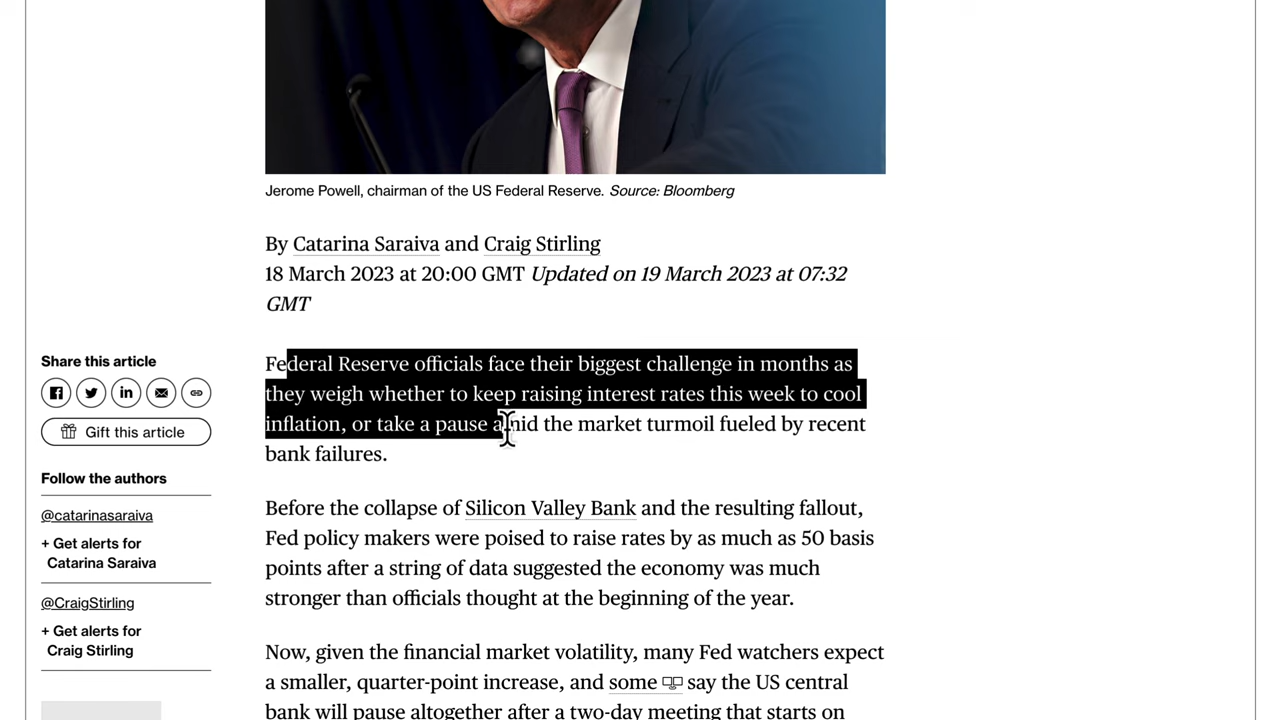 Jerome Powell, chairman of the US Federal Reserve. Source: Bloomberg
By Catarina Saraiva and Craig Stirling
18 March 2023 at 20:00 GMT Updated on 19 March 2023 at 07:32
GMT
Share this article
Gift this article
Follow the authors
@catarinasaraiva
+ Get alerts for
Catarina Saraiva
@CraigStirling
+ Get alerts for
Craig Stirling
Federal Reserve officials face their biggest challenge in months as
they weigh whether to keep raising interest rates this week to cool
inflation, or take a pause amid the market turmoil fueled by recent
bank failures.
Before the collapse of Silicon Valley Bank and the resulting fallout,
Fed policy makers were poised to raise rates by as much as 50 basis
points after a string of data suggested the economy was much
stronger than officials thought at the beginning of the year.
Now, given the financial market volatility, many Fed watchers expect
a smaller, quarter-point increase, and some say the US central
bank will pause altogether after a two-day meeting that starts on